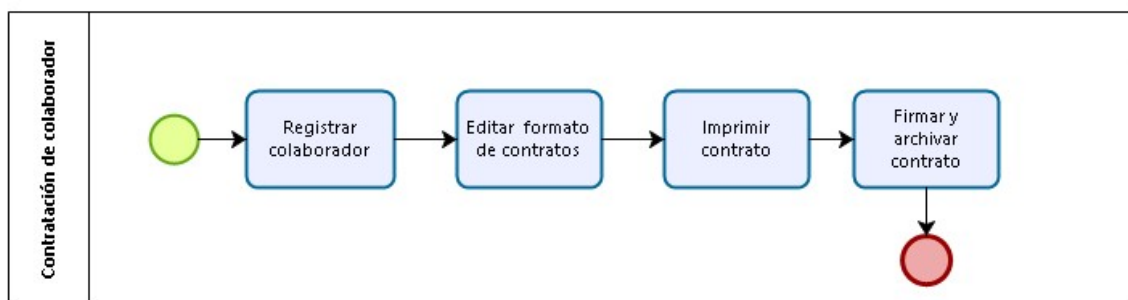 Contratación de colaborador
Registrar
colaborador
Editar formato
de contratos
Imprimir
contrato
Firmar y
archivar
contrato